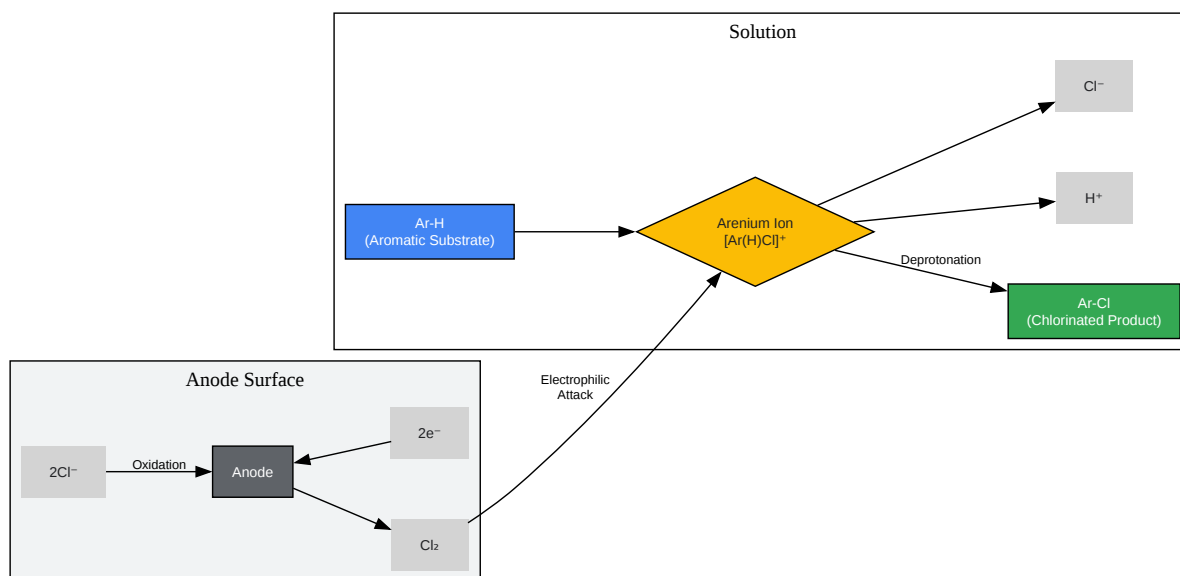 Solution
Cl⁻
H⁺
Ar-H
(Aromatic Substrate)
Arenium Ion
[Ar(H)Cl]⁺
Deprotonation
Ar-Cl
(Chlorinated Product)
Anode Surface
Electrophilic
Attack
2e⁻
2Cl⁻
Oxidation
Anode
Cl₂